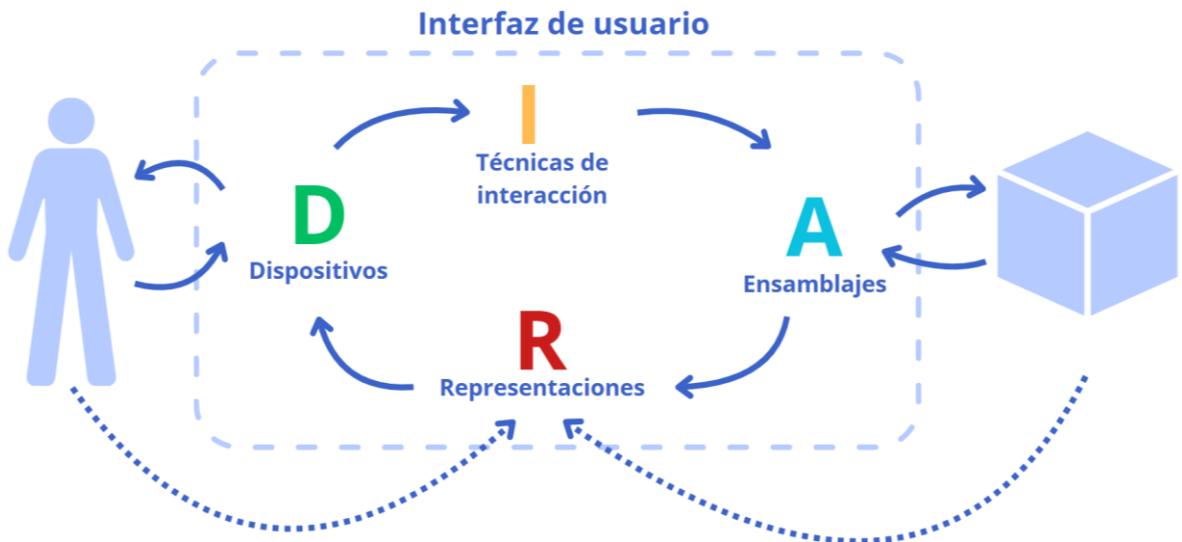 Interfaz de usuario
I
Técnicas de
interacción
D
Dispositivos
A
Ensamblajes
R
Representaciones